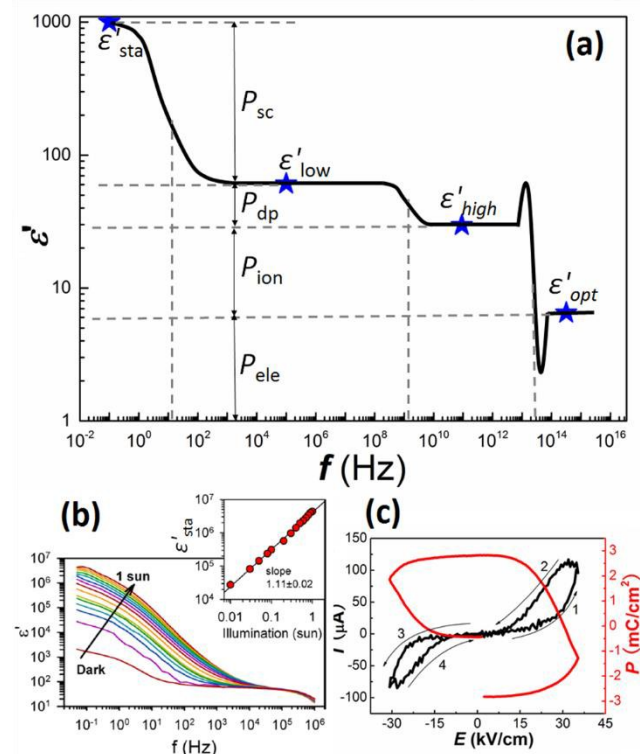 (a)
1000
100
10
1
ε'
ε'sta
Psc
ε'low
Pdp
ε'high
Pion
ε'opt
Pele
10⁻² 10⁰ 10² 10⁴ 10⁶ 10⁸ 10¹⁰ 10¹² 10¹⁴ 10¹⁶
f (Hz)
(b)
10⁷
10⁶
10⁵
10⁴
10³
10²
10¹
ε'
1 sun
Dark
10⁻¹ 10⁰ 10¹ 10² 10³ 10⁴ 10⁵ 10⁶
f (Hz)
10⁷
10⁶
10⁵
10⁴
ε'sta
slope
1.11±0.02
0.01 0.1 1
Illumination (sun)
(c)
150
100
50
0
-50
-100
I (µA)
2
1
3
4
3
2
1
0
-1
-2
-3
P (mC/cm²)
-30 -15 0 15 30 45
E (kV/cm)